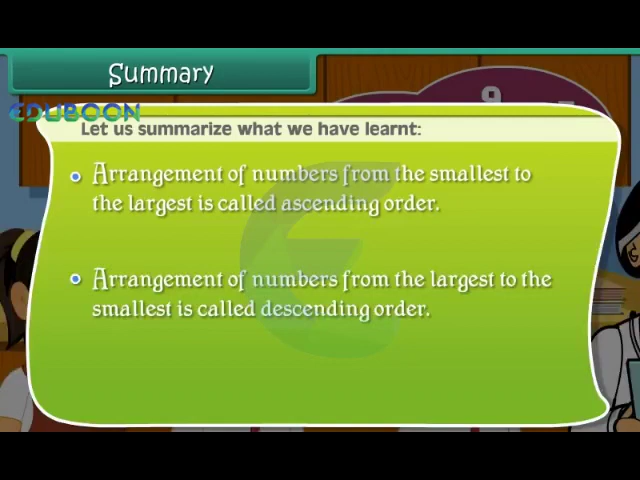 Summary
EDUBOON
9
Let us summarize what we have learnt:
Arrangement of numbers from the smallest to
the largest is called ascending order.
Arrangement of numbers from the largest to the
smallest is called descending order.